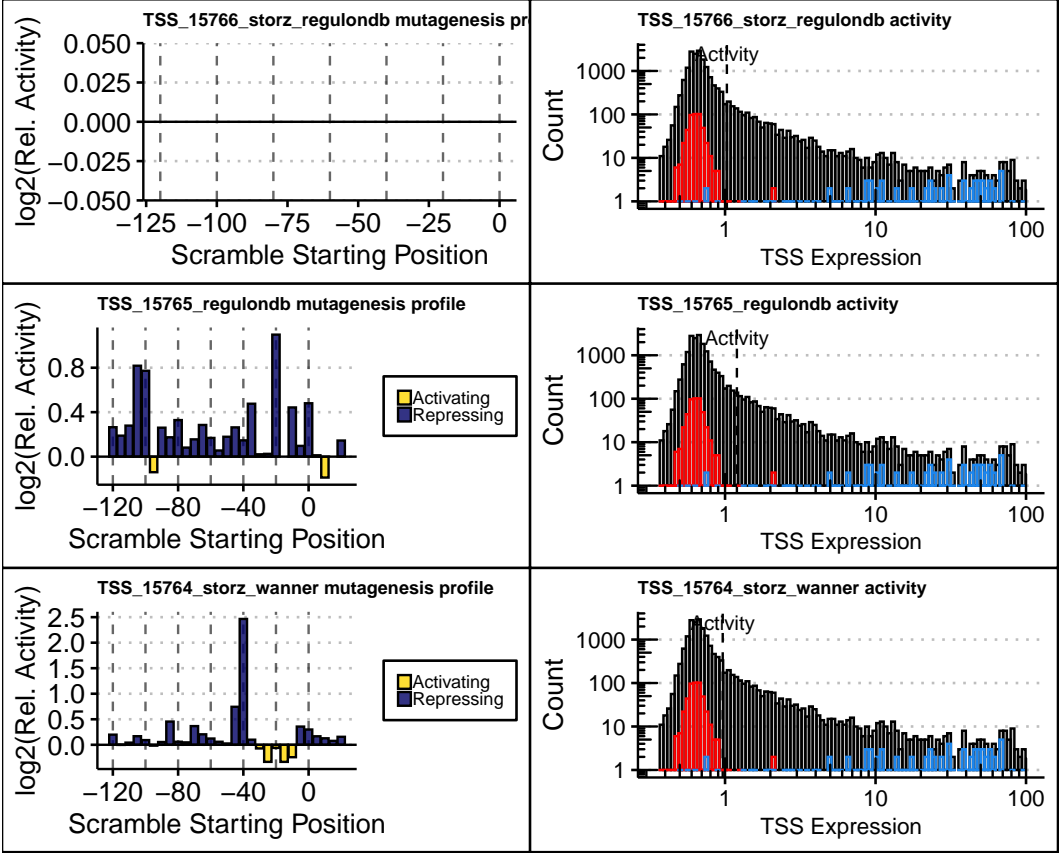 TSS_15766_storz_regulondb mutagenesis pro
log2(Rel. Activity)
0.050
0.025
0.000
−0.025
−0.050
−125 −100 −75 −50 −25 0
Scramble Starting Position
TSS_15766_storz_regulondb activity
Activity
Count
1000
100
10
1
1 10 100
TSS Expression
TSS_15765_regulondb mutagenesis profile
log2(Rel. Activity)
0.8
0.4
0.0
−120 −80 −40 0
Scramble Starting Position
Activating
Repressing
TSS_15765_regulondb activity
Activity
Count
1000
100
10
1
1 10 100
TSS Expression
TSS_15764_storz_wanner mutagenesis profile
log2(Rel. Activity)
2.5
2.0
1.5
1.0
0.5
0.0
−120 −80 −40 0
Scramble Starting Position
Activating
Repressing
TSS_15764_storz_wanner activity
Activity
Count
1000
100
10
1
1 10 100
TSS Expression